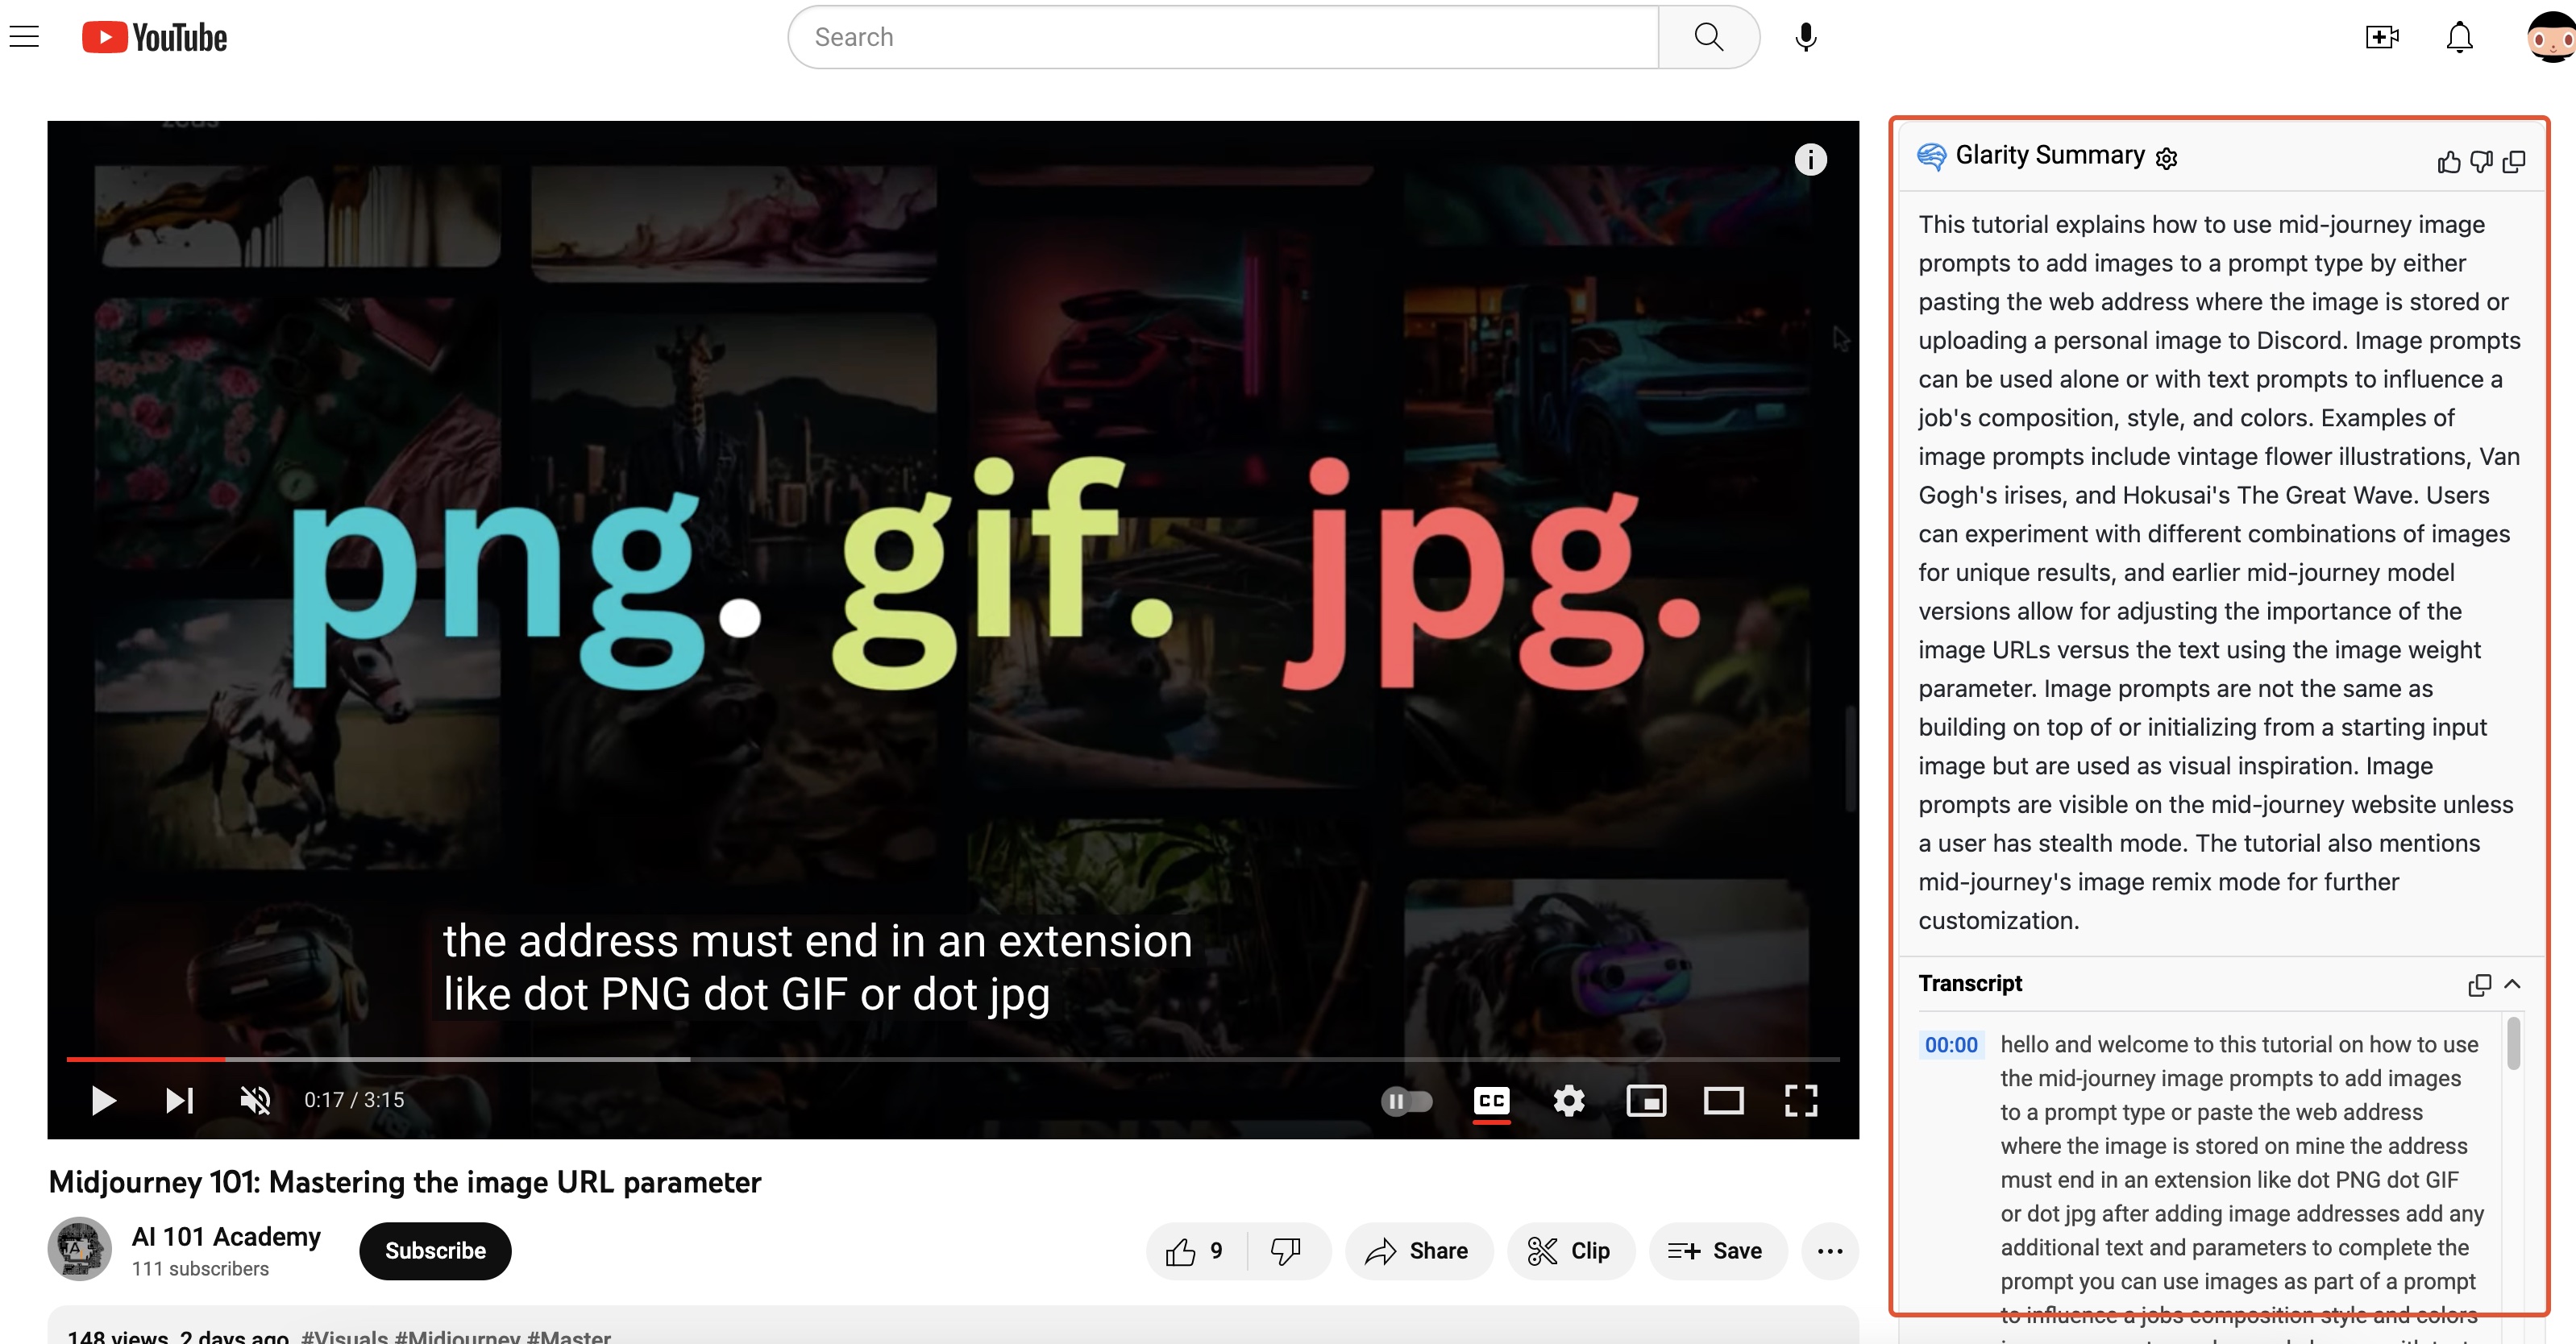 YouTube
Search
png. gif. jpg.
the address must end in an extension
like dot PNG dot GIF or dot jpg
0:17 / 3:15
CC
Midjourney 101: Mastering the image URL parameter
AI 101 Academy
111 subscribers
Subscribe
9
Share
Clip
Save
148 views 2 days ago #Visuals #Midjourney #Master
Glarity Summary
This tutorial explains how to use mid-journey image
prompts to add images to a prompt type by either
pasting the web address where the image is stored or
uploading a personal image to Discord. Image prompts
can be used alone or with text prompts to influence a
job's composition, style, and colors. Examples of
image prompts include vintage flower illustrations, Van
Gogh's irises, and Hokusai's The Great Wave. Users
can experiment with different combinations of images
for unique results, and earlier mid-journey model
versions allow for adjusting the importance of the
image URLs versus the text using the image weight
parameter. Image prompts are not the same as
building on top of or initializing from a starting input
image but are used as visual inspiration. Image
prompts are visible on the mid-journey website unless
a user has stealth mode. The tutorial also mentions
mid-journey's image remix mode for further
customization.
Transcript
00:00
hello and welcome to this tutorial on how to use
the mid-journey image prompts to add images
to a prompt type or paste the web address
where the image is stored on mine the address
must end in an extension like dot PNG dot GIF
or dot jpg after adding image addresses add any
additional text and parameters to complete the
prompt you can use images as part of a prompt
to influence a jobs composition style and colors